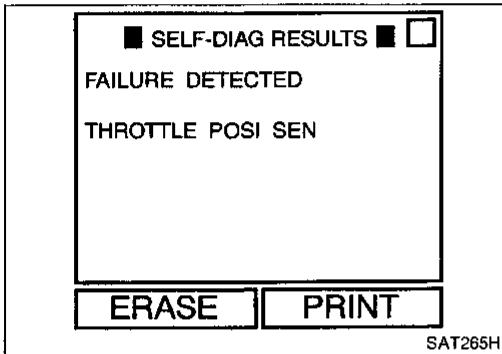 SELF-DIAG RESULTS
FAILURE DETECTED
THROTTLE POSI SEN
ERASE PRINT
SAT265H